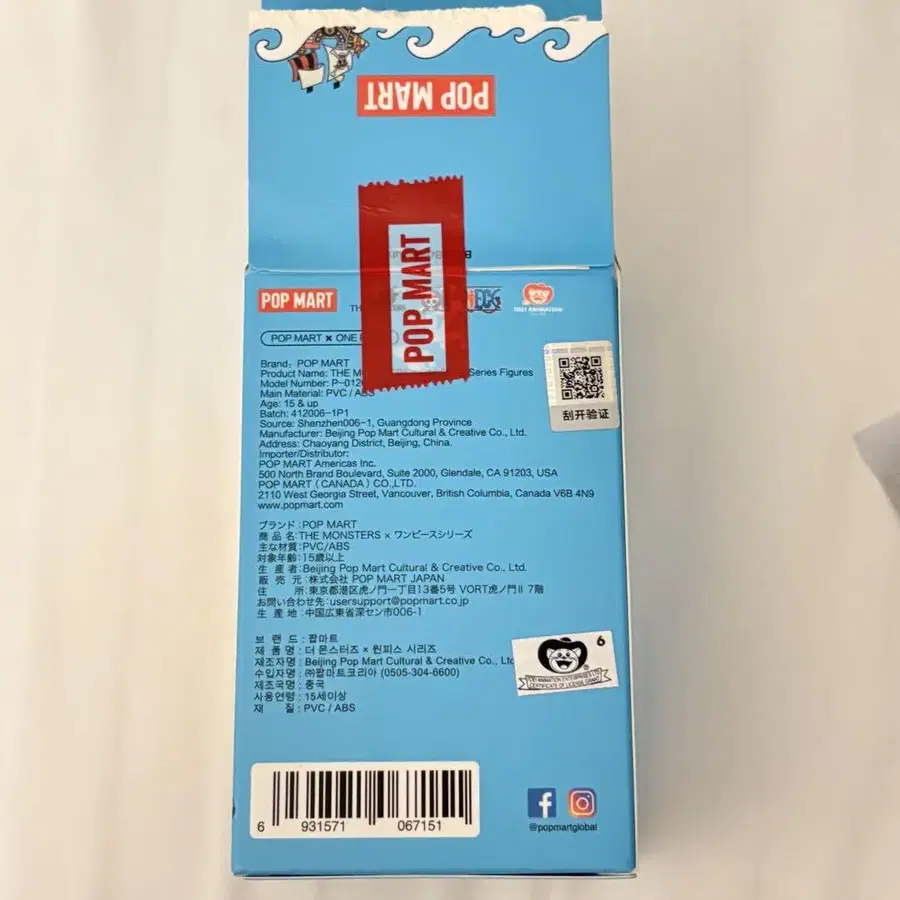 POP MART
POP MART
POP MART
ONE PIECE
TOEI ANIMATION
POP MART × ONE
Brand: POP MART
Product Name: THE Series Figures
Model Number:
Main Material: PVC / ABS
Age: 15 & up
Batch: 412006-1P1
Source: Shenzhen006-1, Guangdong Province
Manufacturer: Beijing Pop Mart Cultural & Creative Co., Ltd.
Address: Chaoyang District, Beijing, China.
Importer/Distributor:
POP MART Americas Inc.
500 North Brand Boulevard, Suite 2000, Glendale, CA 91203, USA
POP MART (CANADA) CO.,LTD.
2110 West Georgia Street, Vancouver, British Columbia, Canada V6B 4N9
www.popmart.com
刮开验证
ブランド:POP MART
商品名:THE MONSTERS × ワンピースシリーズ
主な材質:PVC/ABS
対象年齢:15歳以上
生産者:Beijing Pop Mart Cultural & Creative Co., Ltd.
販売元:株式会社 POP MART JAPAN
住所:東京都港区虎ノ門一丁目13番5号 VORT虎ノ門II 7階
お問い合わせ先:usersupport@popmart.co.jp
生産地:中国広東省深セン市006-1
브랜드:팝마트
제품명:더 몬스터즈 × 원피스 시리즈
제조자명:Beijing Pop Mart Cultural & Creative Co.,
수입자명:㈜팝마트코리아 (0505-304-6600)
제조국명:중국
사용연령:15세이상
재질:PVC / ABS
6
TOEI ANIMATION ENTERPRISES LTD.
CERTIFICATE OF LICENSE GRANT
6 931571 067151
@popmartglobal